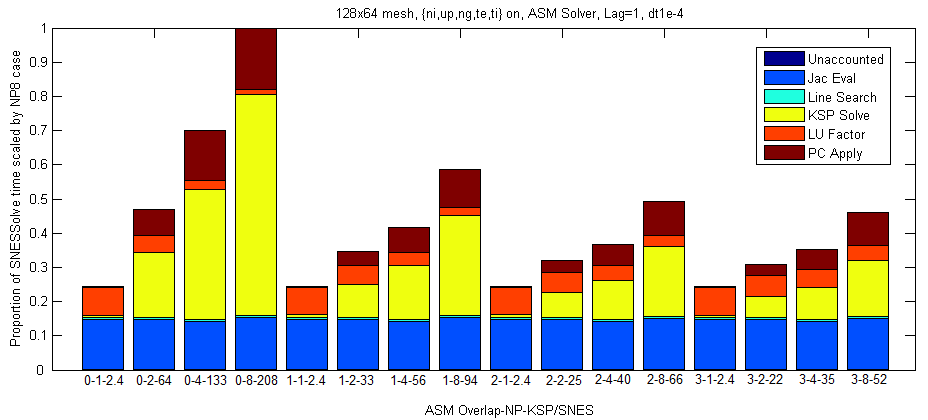 128x64 mesh, {ni,up,ng,te,ti} on, ASM Solver, Lag=1, dt1e-4
Proportion of SNESSolve time scaled by NP8 case
1
0.9
0.8
0.7
0.6
0.5
0.4
0.3
0.2
0.1
0
Unaccounted
Jac Eval
Line Search
KSP Solve
LU Factor
PC Apply
0-1-2.4 0-2-64 0-4-133 0-8-208 1-1-2.4 1-2-33 1-4-56 1-8-94 2-1-2.4 2-2-25 2-4-40 2-8-66 3-1-2.4 3-2-22 3-4-35 3-8-52
ASM Overlap-NP-KSP/SNES